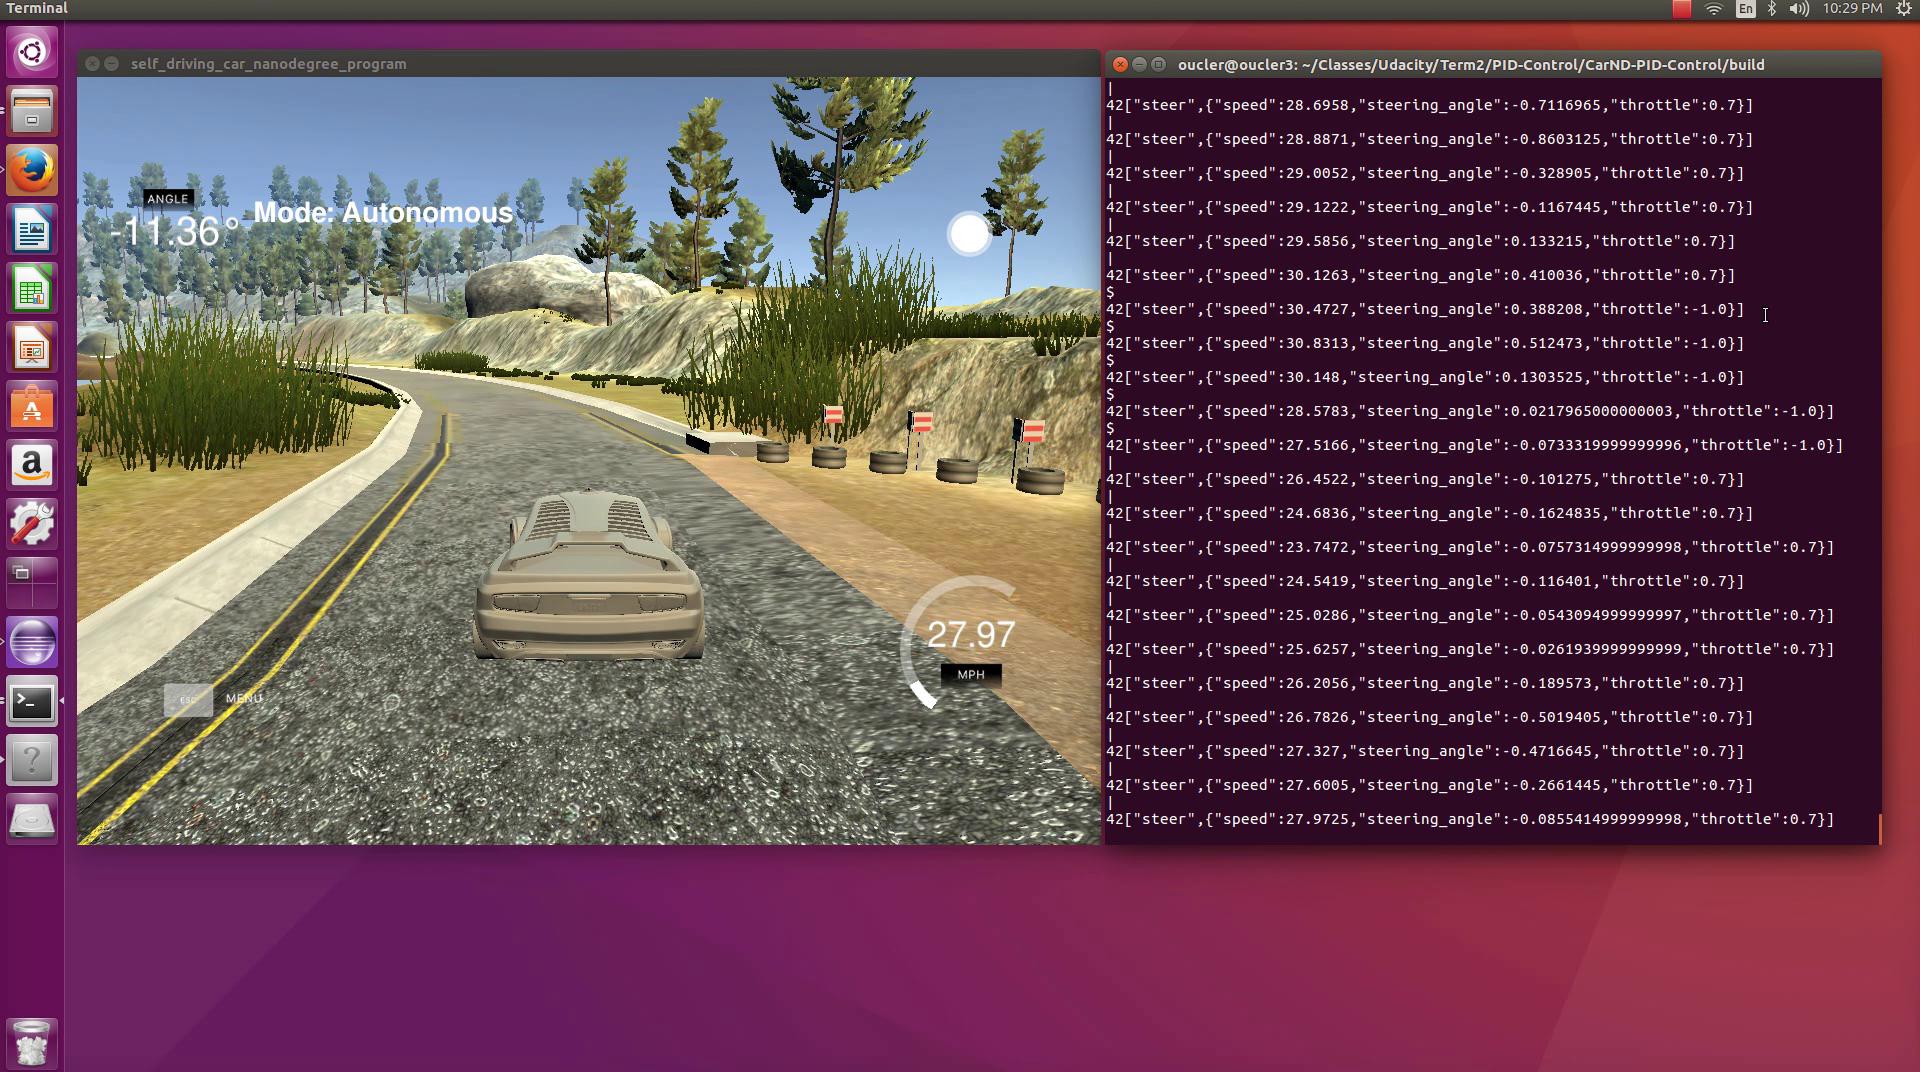 Terminal
En
10:29 PM
self_driving_car_nanodegree_program
ANGLE
-11.36°
Mode: Autonomous
27.97
MPH
ESC
MENU
oucler@oucler3: ~/Classes/Udacity/Term2/PID-Control/CarND-PID-Control/build
|
42["steer",{"speed":28.6958,"steering_angle":-0.7116965,"throttle":0.7}]
|
42["steer",{"speed":28.8871,"steering_angle":-0.8603125,"throttle":0.7}]
|
42["steer",{"speed":29.0052,"steering_angle":-0.328905,"throttle":0.7}]
|
42["steer",{"speed":29.1222,"steering_angle":-0.1167445,"throttle":0.7}]
|
42["steer",{"speed":29.5856,"steering_angle":0.133215,"throttle":0.7}]
|
42["steer",{"speed":30.1263,"steering_angle":0.410036,"throttle":0.7}]
$
42["steer",{"speed":30.4727,"steering_angle":0.388208,"throttle":-1.0}]
$
42["steer",{"speed":30.8313,"steering_angle":0.512473,"throttle":-1.0}]
$
42["steer",{"speed":30.148,"steering_angle":0.1303525,"throttle":-1.0}]
$
42["steer",{"speed":28.5783,"steering_angle":0.0217965000000003,"throttle":-1.0}]
$
42["steer",{"speed":27.5166,"steering_angle":-0.0733319999999996,"throttle":-1.0}]
|
42["steer",{"speed":26.4522,"steering_angle":-0.101275,"throttle":0.7}]
|
42["steer",{"speed":24.6836,"steering_angle":-0.1624835,"throttle":0.7}]
|
42["steer",{"speed":23.7472,"steering_angle":-0.0757314999999998,"throttle":0.7}]
|
42["steer",{"speed":24.5419,"steering_angle":-0.116401,"throttle":0.7}]
|
42["steer",{"speed":25.0286,"steering_angle":-0.0543094999999997,"throttle":0.7}]
|
42["steer",{"speed":25.6257,"steering_angle":-0.0261939999999999,"throttle":0.7}]
|
42["steer",{"speed":26.2056,"steering_angle":-0.189573,"throttle":0.7}]
|
42["steer",{"speed":26.7826,"steering_angle":-0.5019405,"throttle":0.7}]
|
42["steer",{"speed":27.327,"steering_angle":-0.4716645,"throttle":0.7}]
|
42["steer",{"speed":27.6005,"steering_angle":-0.2661445,"throttle":0.7}]
|
42["steer",{"speed":27.9725,"steering_angle":-0.0855414999999998,"throttle":0.7}]